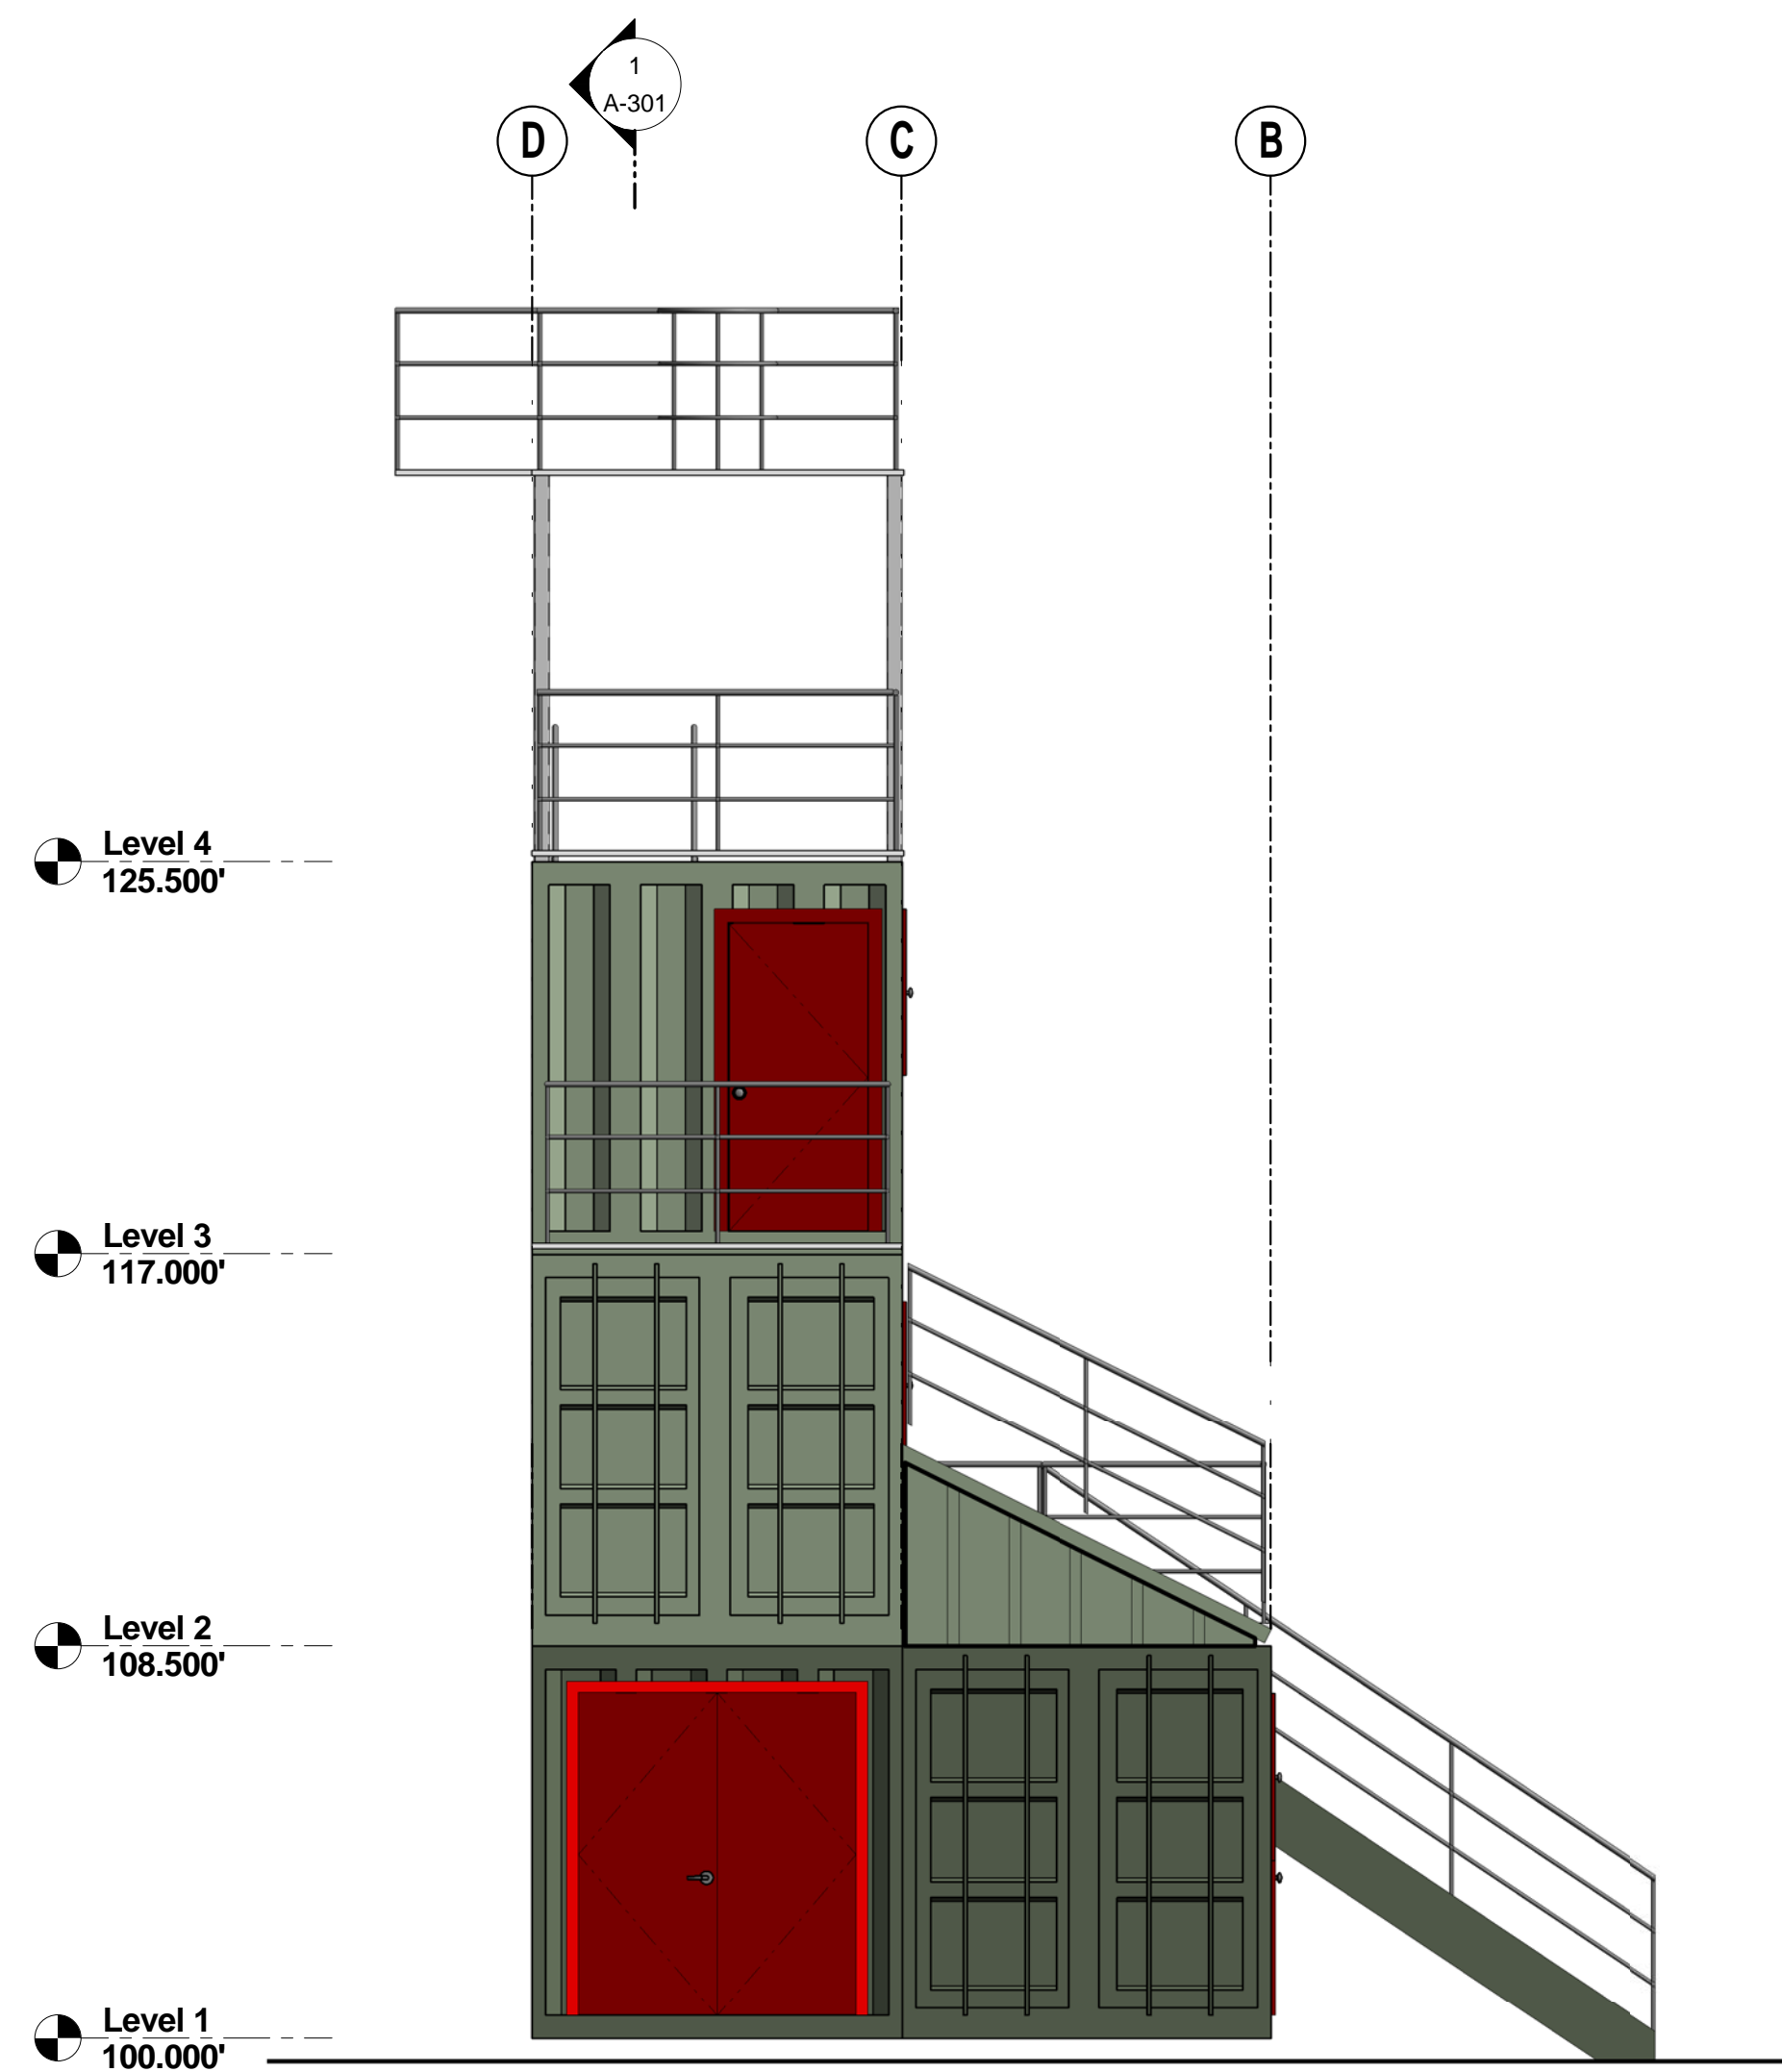 1
A-301
D
C
B
Level 4
125.500'
Level 3
117.000'
Level 2
108.500'
Level 1
100.000'